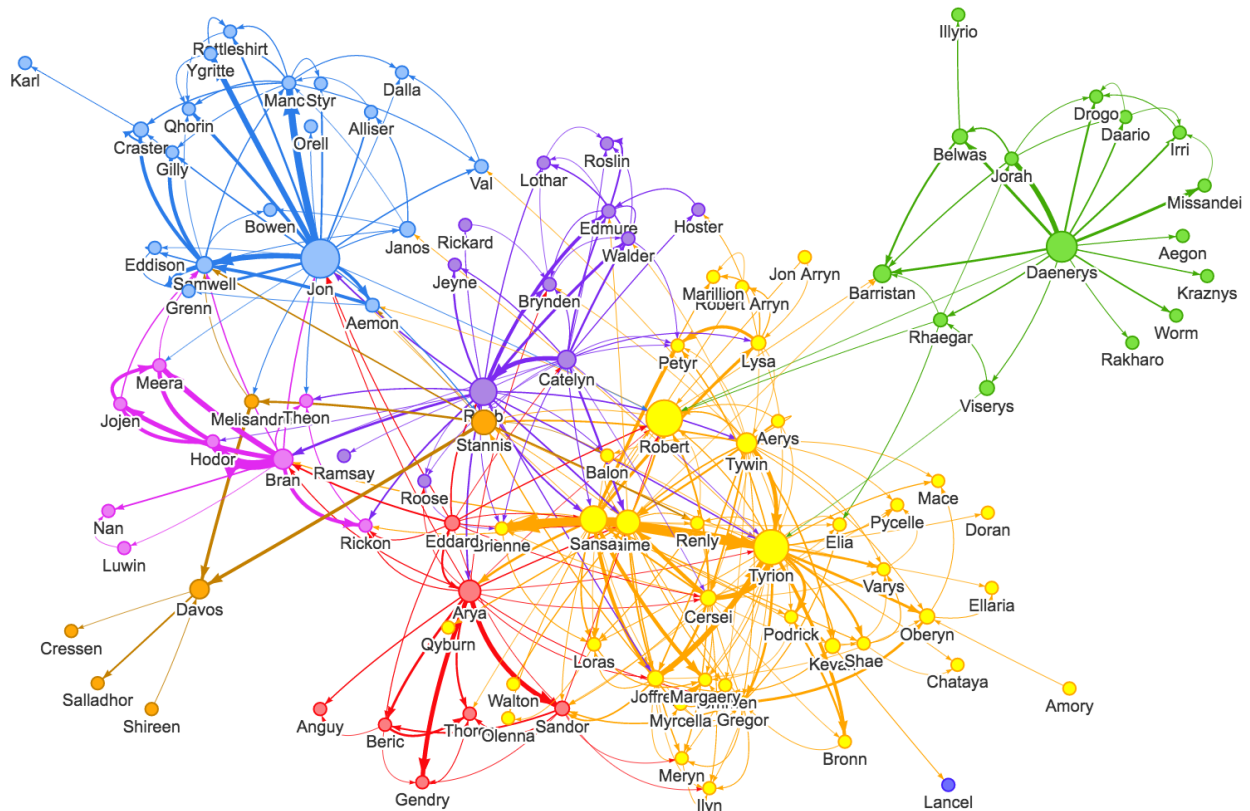 Illyrio
Rattleshirt
Ygritte
Karl
Mance
Styr
Dalla
Drogo
Daario
Qhorin
Alliser
Orell
Irri
Craster
Gilly
Roslin
Belwas
Lothar
Val
Jorah
Missandei
Bowen
Edmure
Hoster
Rickard
Janos
Walder
Aegon
Eddison
Samwell
Jon
Jeyne
Jon Arryn
Daenerys
Grenn
Brynden
Marillion
Robert Arryn
Barristan
Kraznys
Aemon
Worm
Rhaegar
Rakharo
Petyr
Lysa
Meera
Catelyn
Viserys
Jojen
Theon
Robert
Aerys
Stannis
Hodor
Ramsay
Balon
Tywin
Bran
Roose
Mace
Nan
Pycelle
Doran
Rickon
Eddard
Brienne
Sansa
Renly
Elia
Luwin
Tyrion
Varys
Davos
Arya
Cersei
Ellaria
Cressen
Qyburn
Podrick
Oberyn
Loras
Shae
Salladhor
Chataya
Walton
Margaery
Amory
Shireen
Anguy
Olenna
Sandor
Myrcella
Gregor
Beric
Bronn
Meryn
Gendry
Ilyn
Lancel